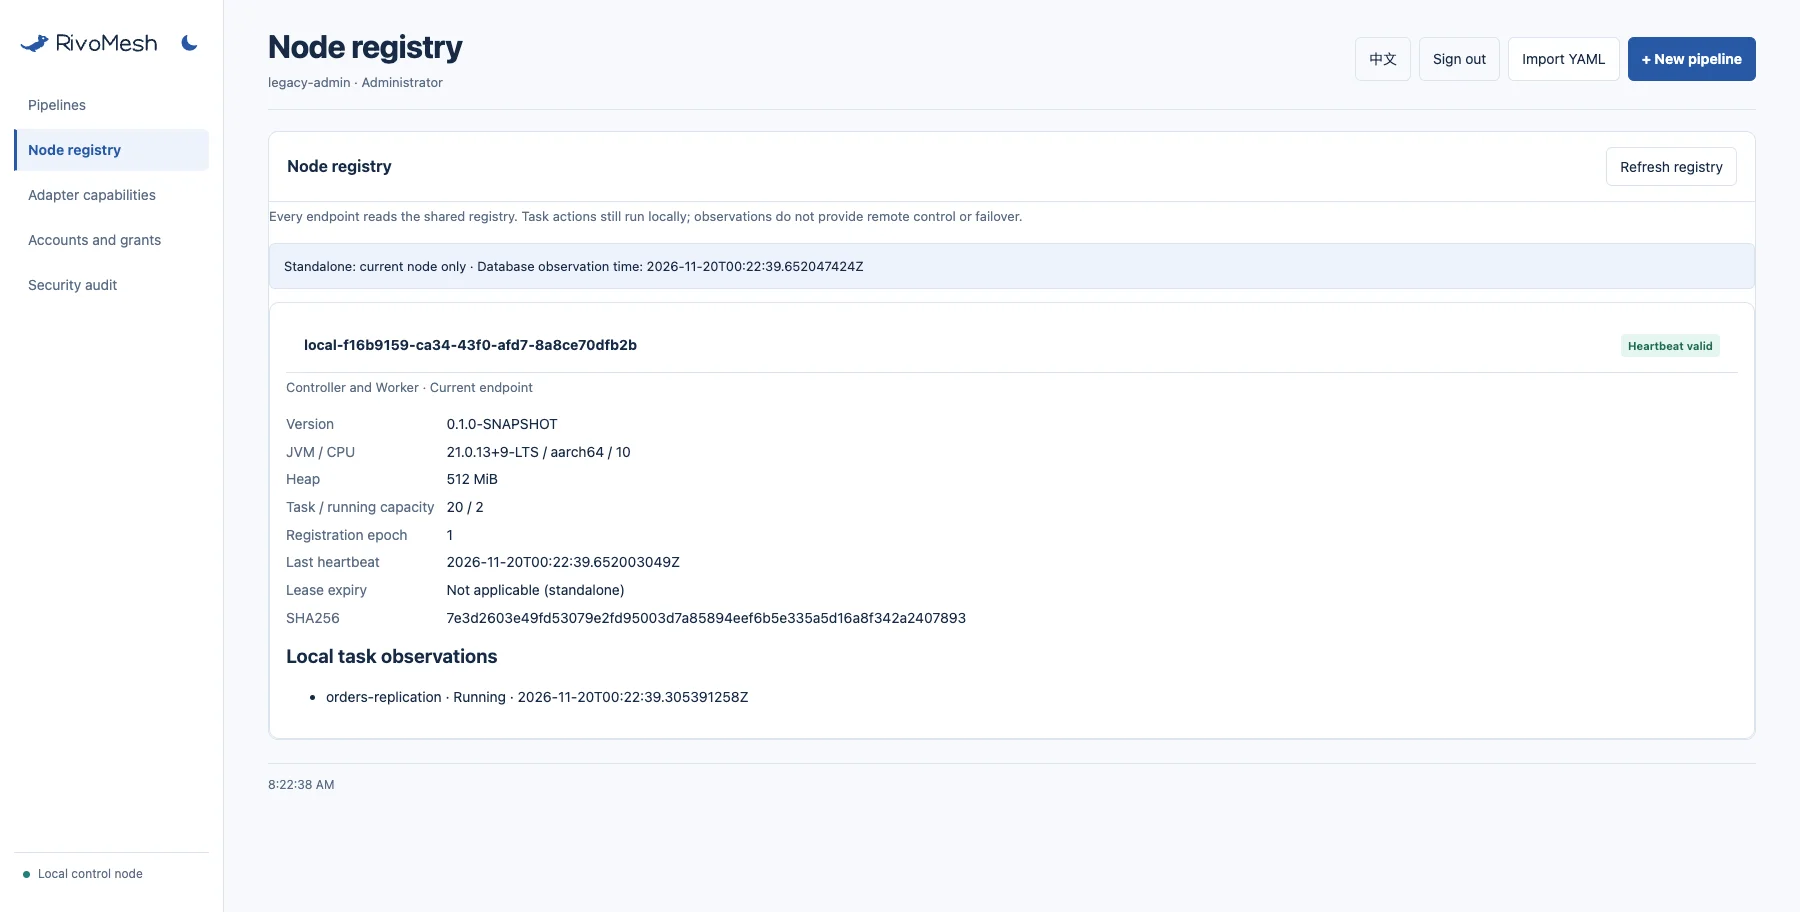 RivoMesh
Pipelines
Node registry
Adapter capabilities
Accounts and grants
Security audit
Local control node
Node registry
legacy-admin · Administrator
中文
Sign out
Import YAML
+ New pipeline
Node registry
Refresh registry
Every endpoint reads the shared registry. Task actions still run locally; observations do not provide remote control or failover.
Standalone: current node only · Database observation time: 2026-11-20T00:22:39.652047424Z
local-f16b9159-ca34-43f0-afd7-8a8ce70dfb2b
Heartbeat valid
Controller and Worker · Current endpoint
Version 0.1.0-SNAPSHOT
JVM / CPU 21.0.13+9-LTS / aarch64 / 10
Heap 512 MiB
Task / running capacity 20 / 2
Registration epoch 1
Last heartbeat 2026-11-20T00:22:39.652003049Z
Lease expiry Not applicable (standalone)
SHA256 7e3d2603e49fd53079e2fd95003d7a85894eef6b5e335a5d16a8f342a2407893
Local task observations
• orders-replication · Running · 2026-11-20T00:22:39.305391258Z
8:22:38 AM